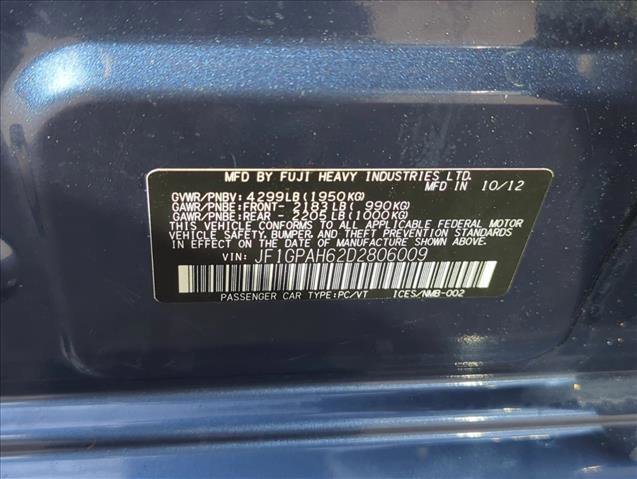 MFD BY FUJI HEAVY INDUSTRIES LTD.
MFD IN 10/12
GVWR/PNBV: 4299LB(1950KG)
GAWR/PNBE:FRONT- 2183LB( 990KG)
GAWR/PNBE:REAR - 2205LB(1000KG)
THIS VEHICLE CONFORMS TO ALL APPLICABLE FEDERAL MOTOR
VEHICLE SAFETY, BUMPER, AND THEFT PREVENTION STANDARDS
IN EFFECT ON THE DATE OF MANUFACTURE SHOWN ABOVE.
VIN: JF1GPAH62D2806009
PASSENGER CAR TYPE:PC/VT ICES/NMB-002